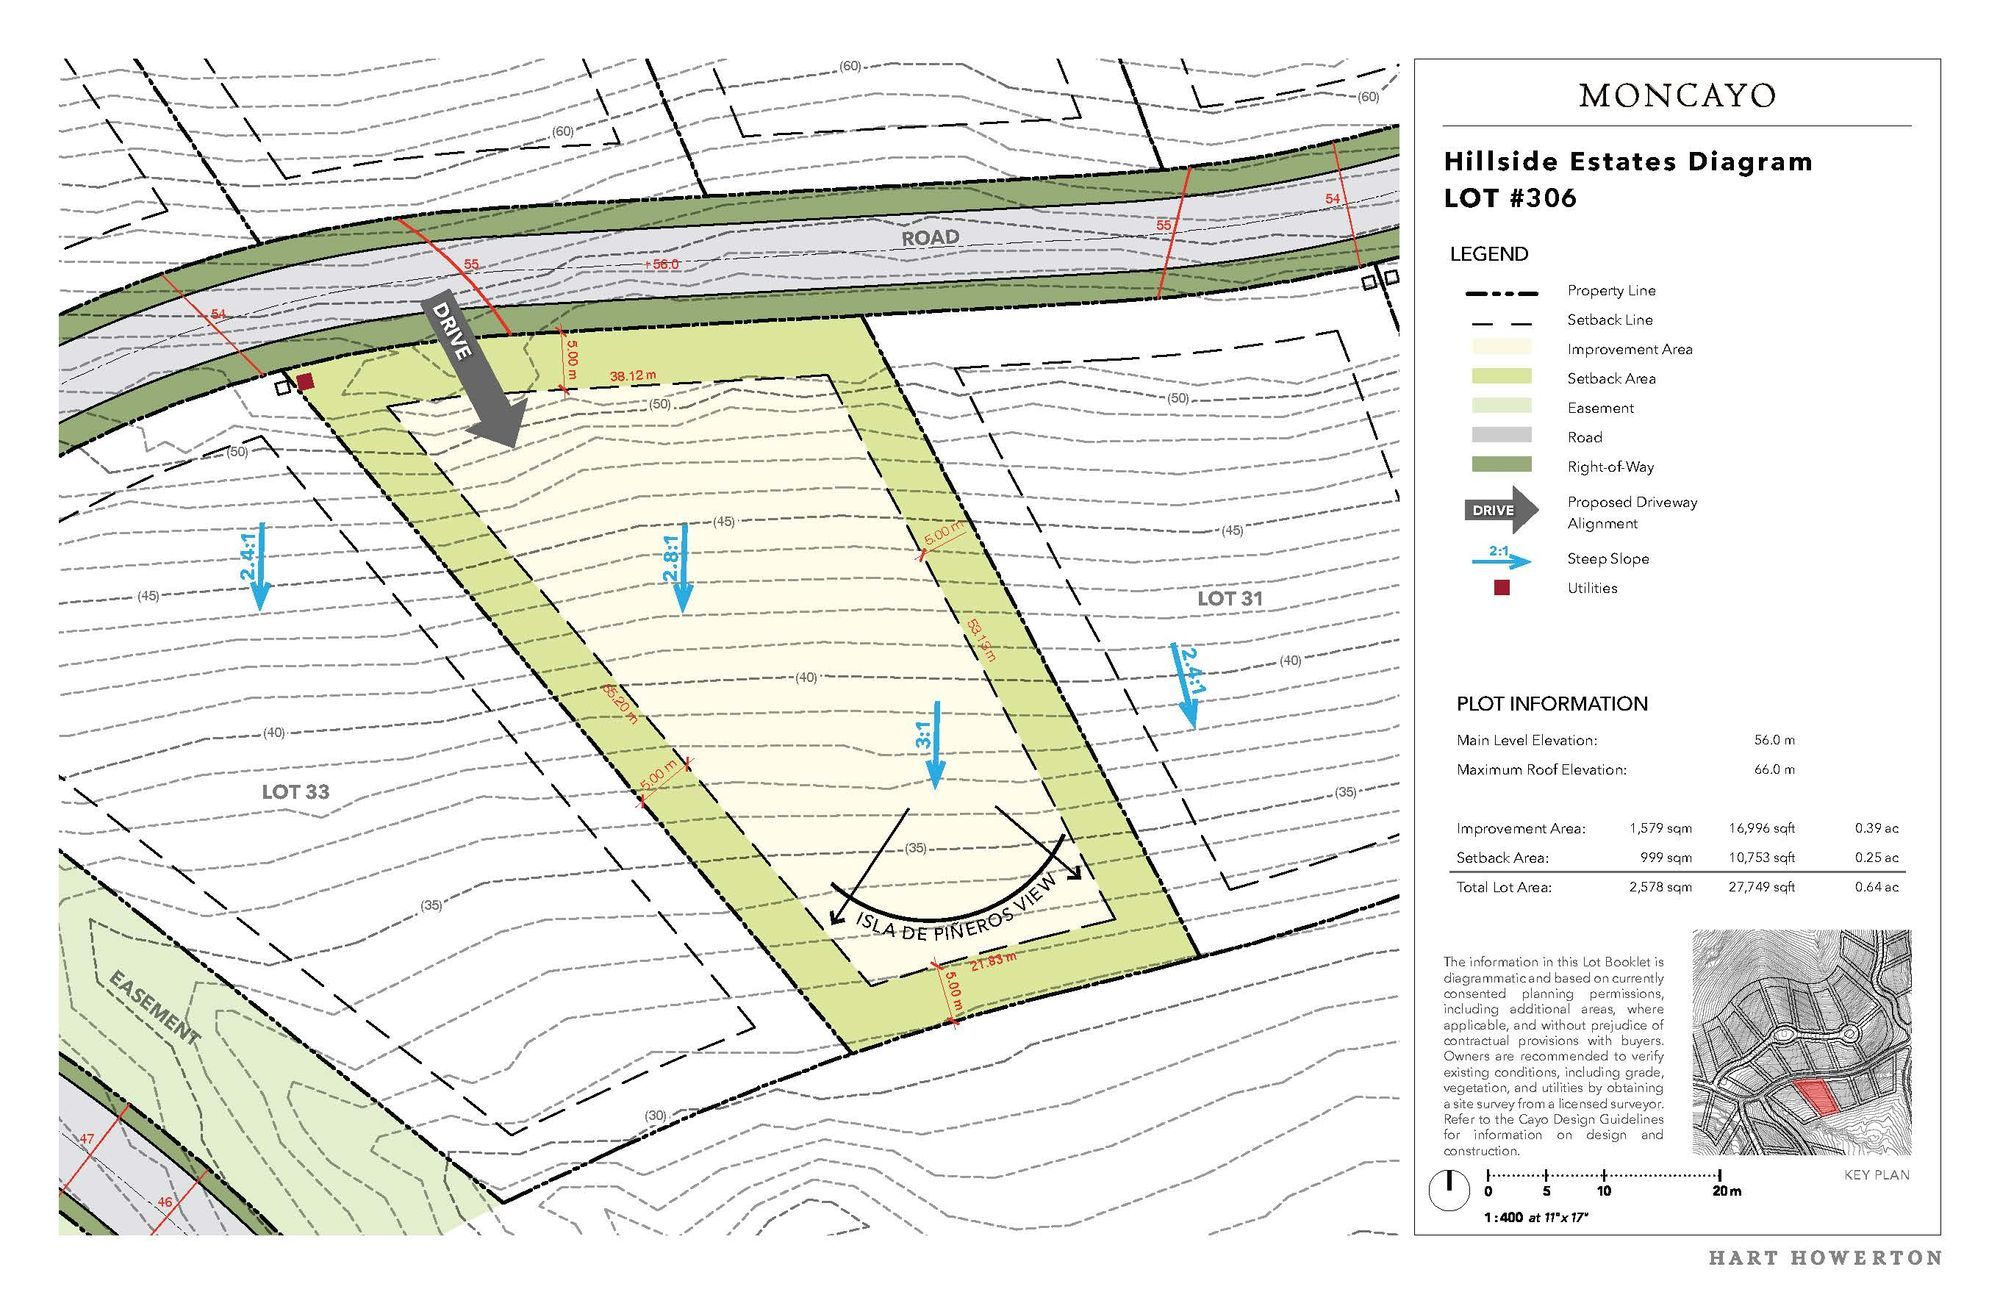 (60)
(60)
(60)
ROAD
55
54
55
+56.0
54
DRIVE
5.00 m
38.12 m
(50)
(50)
(50)
2.4:1
2.8:1
(45)
5.00 m
(45)
(45)
LOT 31
53.13 m
2.4:1
(40)
(40)
65.20 m
3:1
(40)
5.00 m
LOT 33
(35)
(35)
(35)
ISLA DE PIÑEROS VIEW
21.83 m
5.00 m
EASEMENT
(30)
47
46
MONCAYO
Hillside Estates Diagram
LOT #306
LEGEND
Property Line
Setback Line
Improvement Area
Setback Area
Easement
Road
Right-of-Way
DRIVE Proposed Driveway
Alignment
2:1 Steep Slope
Utilities
PLOT INFORMATION
Main Level Elevation: 56.0 m
Maximum Roof Elevation: 66.0 m
Improvement Area: 1,579 sqm 16,996 sqft 0.39 ac
Setback Area: 999 sqm 10,753 sqft 0.25 ac
Total Lot Area: 2,578 sqm 27,749 sqft 0.64 ac
The information in this Lot Booklet is
diagrammatic and based on currently
consented planning permissions,
including additional areas, where
applicable, and without prejudice of
contractual provisions with buyers.
Owners are recommended to verify
existing conditions, including grade,
vegetation, and utilities by obtaining
a site survey from a licensed surveyor.
Refer to the Cayo Design Guidelines
for information on design and
construction.
KEY PLAN
0 5 10 20 m
1 : 400 at 11" x 17"
HART HOWERTON